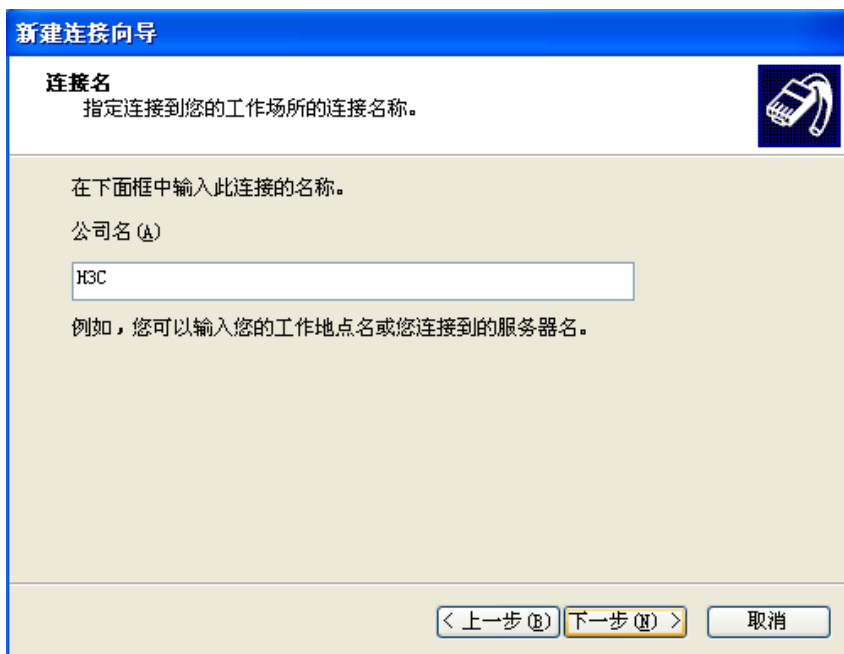 新建连接向导
连接名
指定连接到您的工作场所的连接名称。
在下面框中输入此连接的名称。
公司名(A)
H3C
例如，您可以输入您的工作地点名或您连接到的服务器名。
< 上一步(B) 下一步(N) > 取消